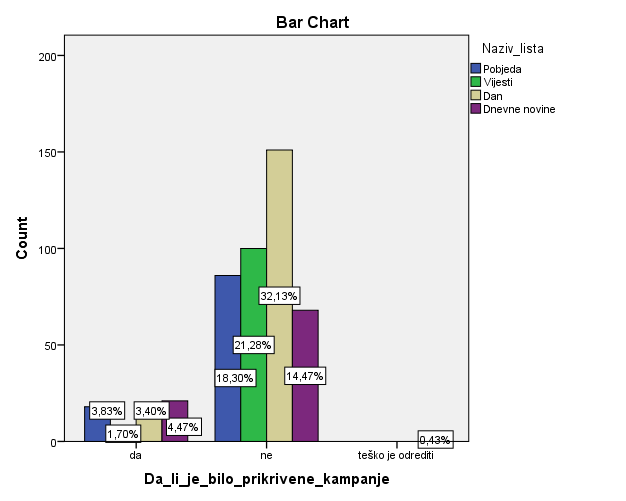 Bar Chart
Naziv_lista
Pobjeda
Vijesti
Dan
Dnevne novine
Count
200
150
100
50
0
3,83%
1,70%
3,40%
4,47%
18,30%
21,28%
32,13%
14,47%
0,43%
da
ne
teško je odrediti
Da_li_je_bilo_prikrivene_kampanje